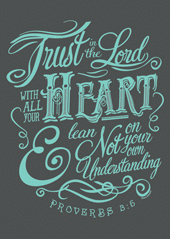 Trust in the Lord
WITH ALL YOUR HEART
& lean Not on your own
Understanding
PROVERBS 3:5